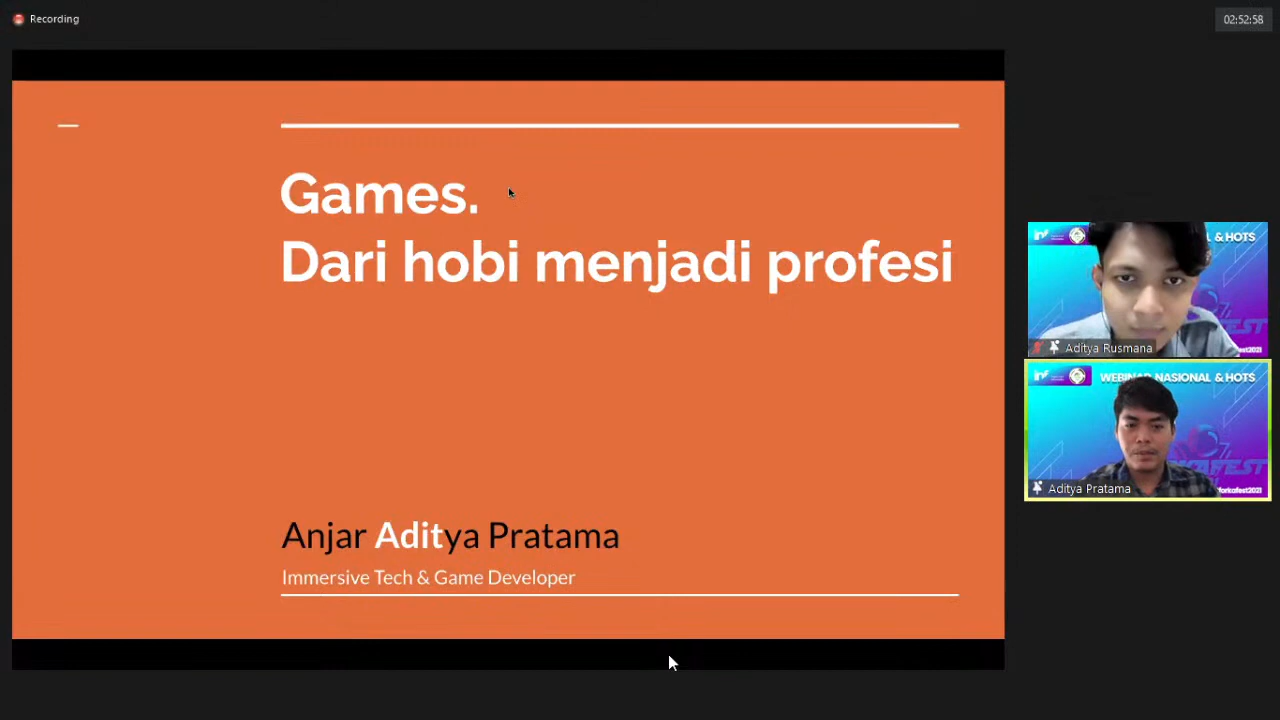 Recording
02:52:58
Games.
Dari hobi menjadi profesi
Anjar Aditya Pratama
Immersive Tech & Game Developer
& HOTS
Aditya Rusmana
WEBINAR NASIONAL & HOTS
Aditya Pratama